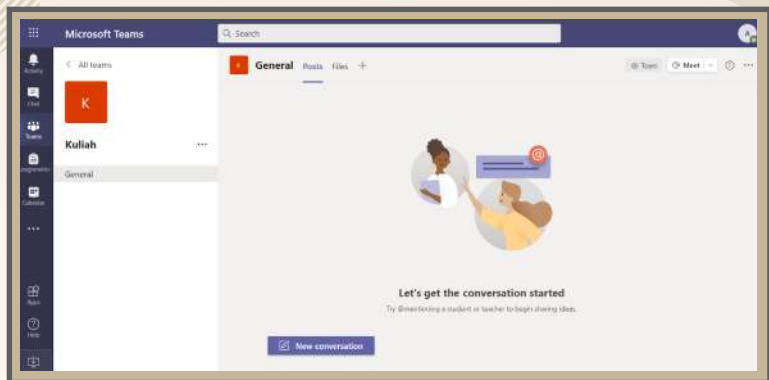 Microsoft Teams
Search
A
Activity
Chat
Teams
Assignments
Calendar
Apps
Help
All teams
K
Kuliah
General
K
General Posts Files +
Team
Meet
Let's get the conversation started
Try @mentioning a student or teacher to begin sharing ideas.
New conversation